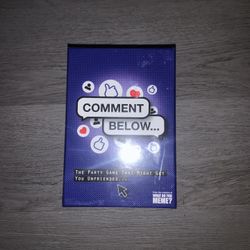 COMMENT
BELOW...
THE PARTY GAME THAT MIGHT GET
YOU UNFRIENDED...
WHAT DO YOU
MEME?